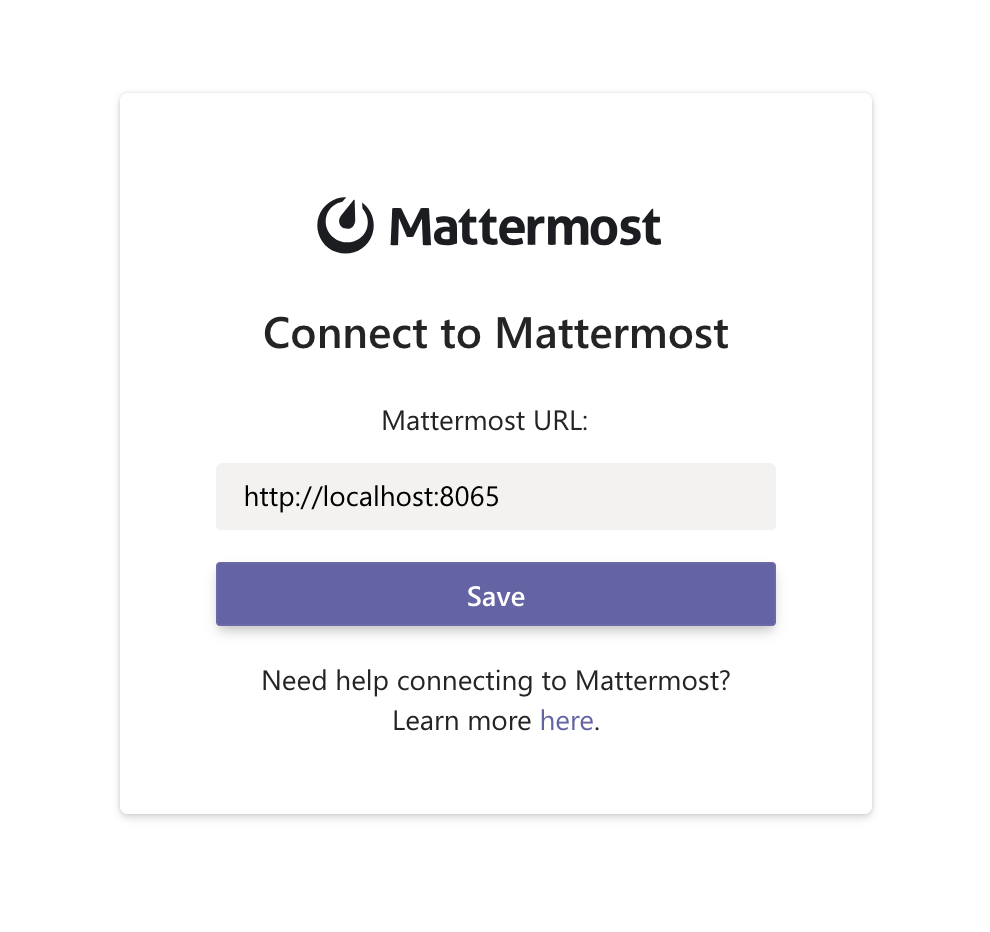 Mattermost
Connect to Mattermost
Mattermost URL:
http://localhost:8065
Save
Need help connecting to Mattermost?
Learn more here.